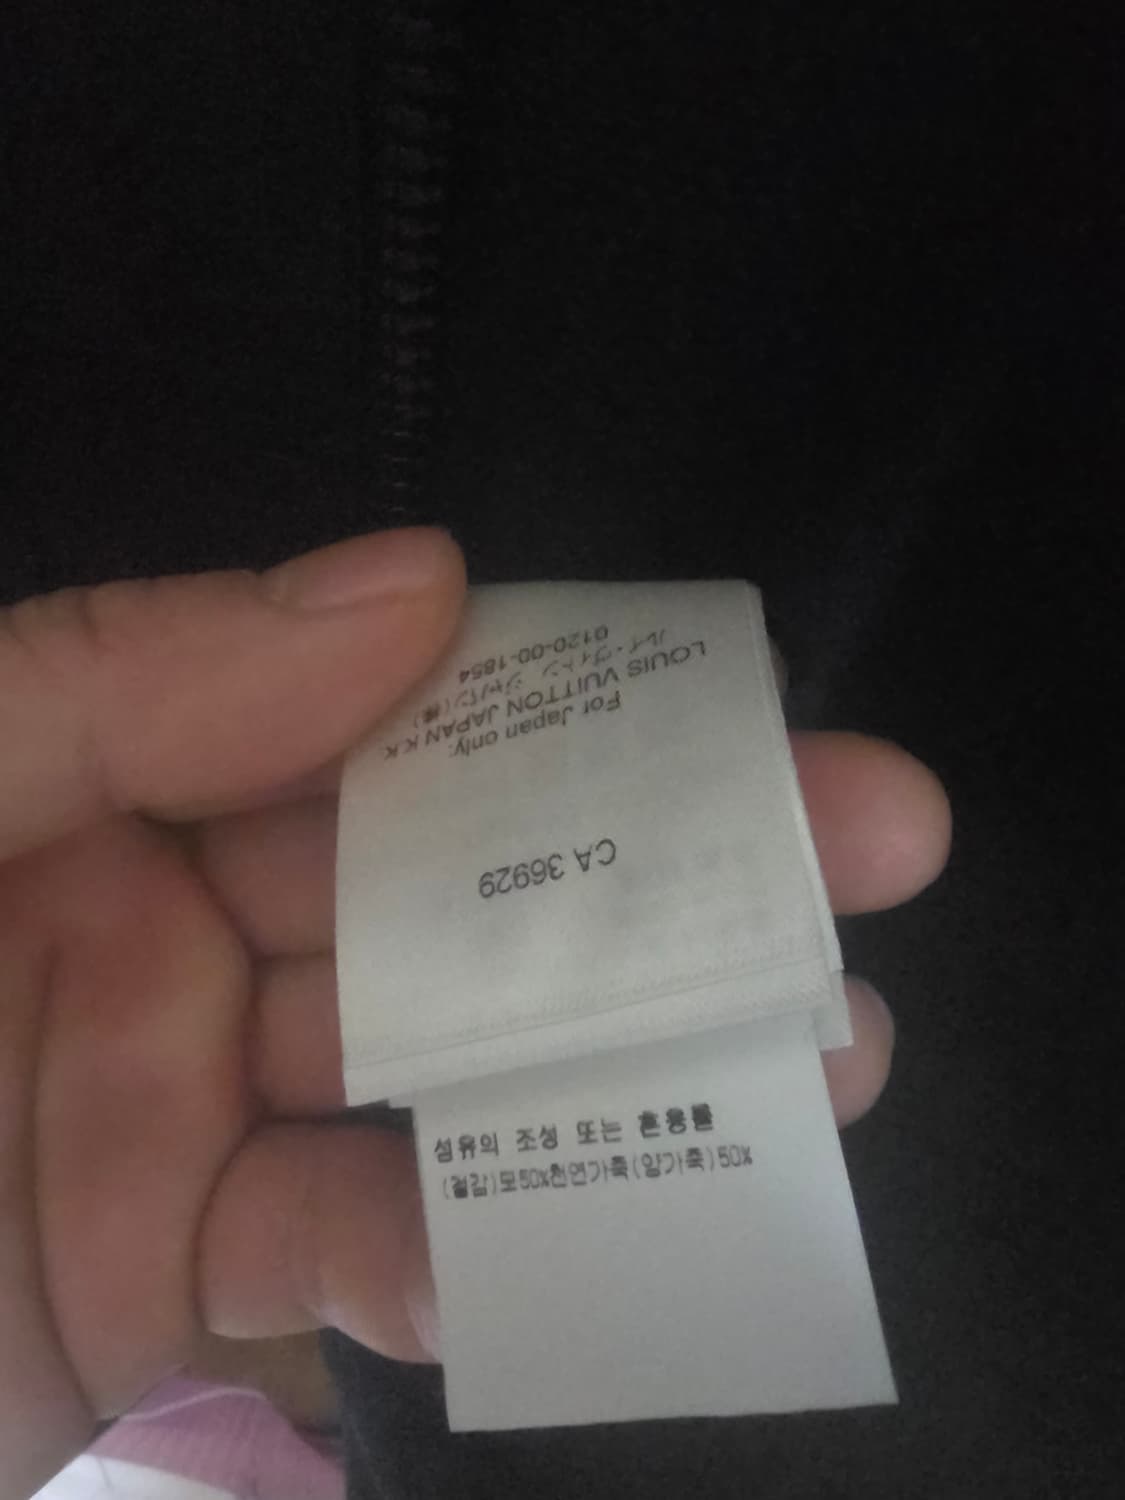 For Japan only.
LOUIS VUITTON JAPAN K.K.
ルイ・ヴィトン ジャパン(株)
0120-00-1854
CA 36929
섬유의 조성 또는 혼용률
(겉감)모50%천연가죽(양가죽)50%